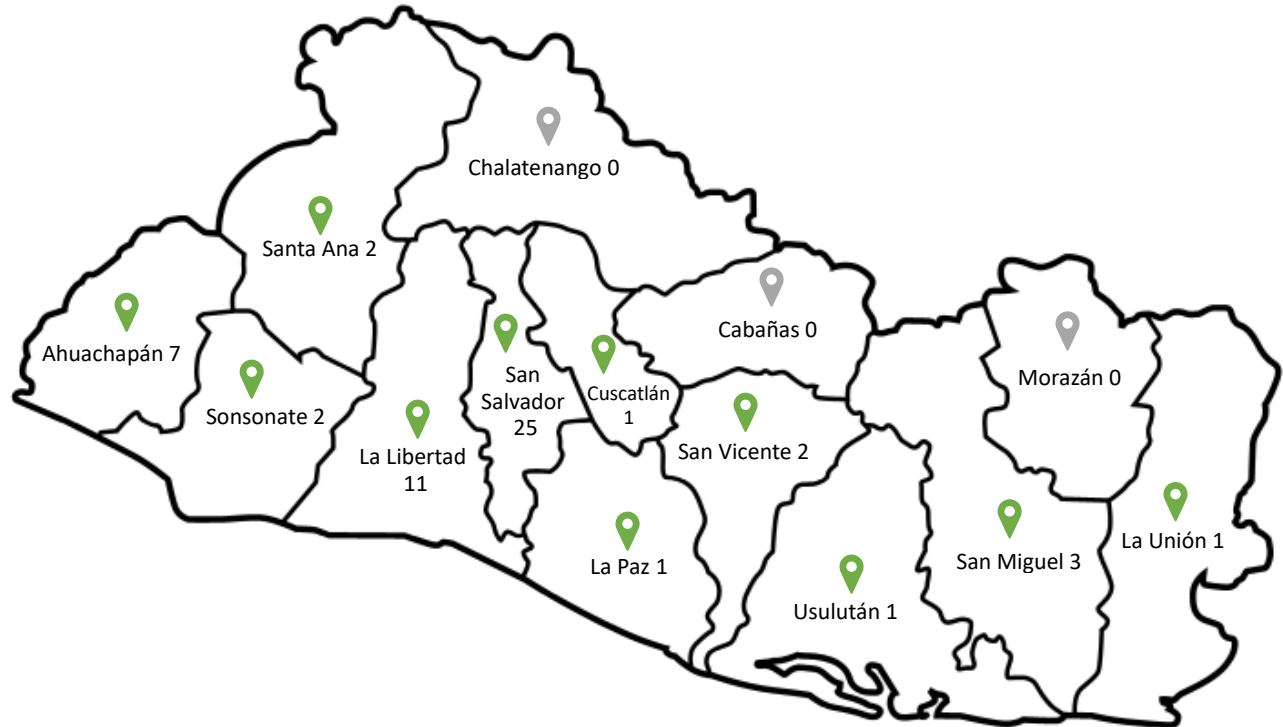 Chalatenango 0
Santa Ana 2
Cabañas 0
Ahuachapán 7
Morazán 0
Sonsonate 2
San
Salvador
25
Cuscatlán
1
La Libertad
11
San Vicente 2
La Unión 1
La Paz 1
San Miguel 3
Usulután 1